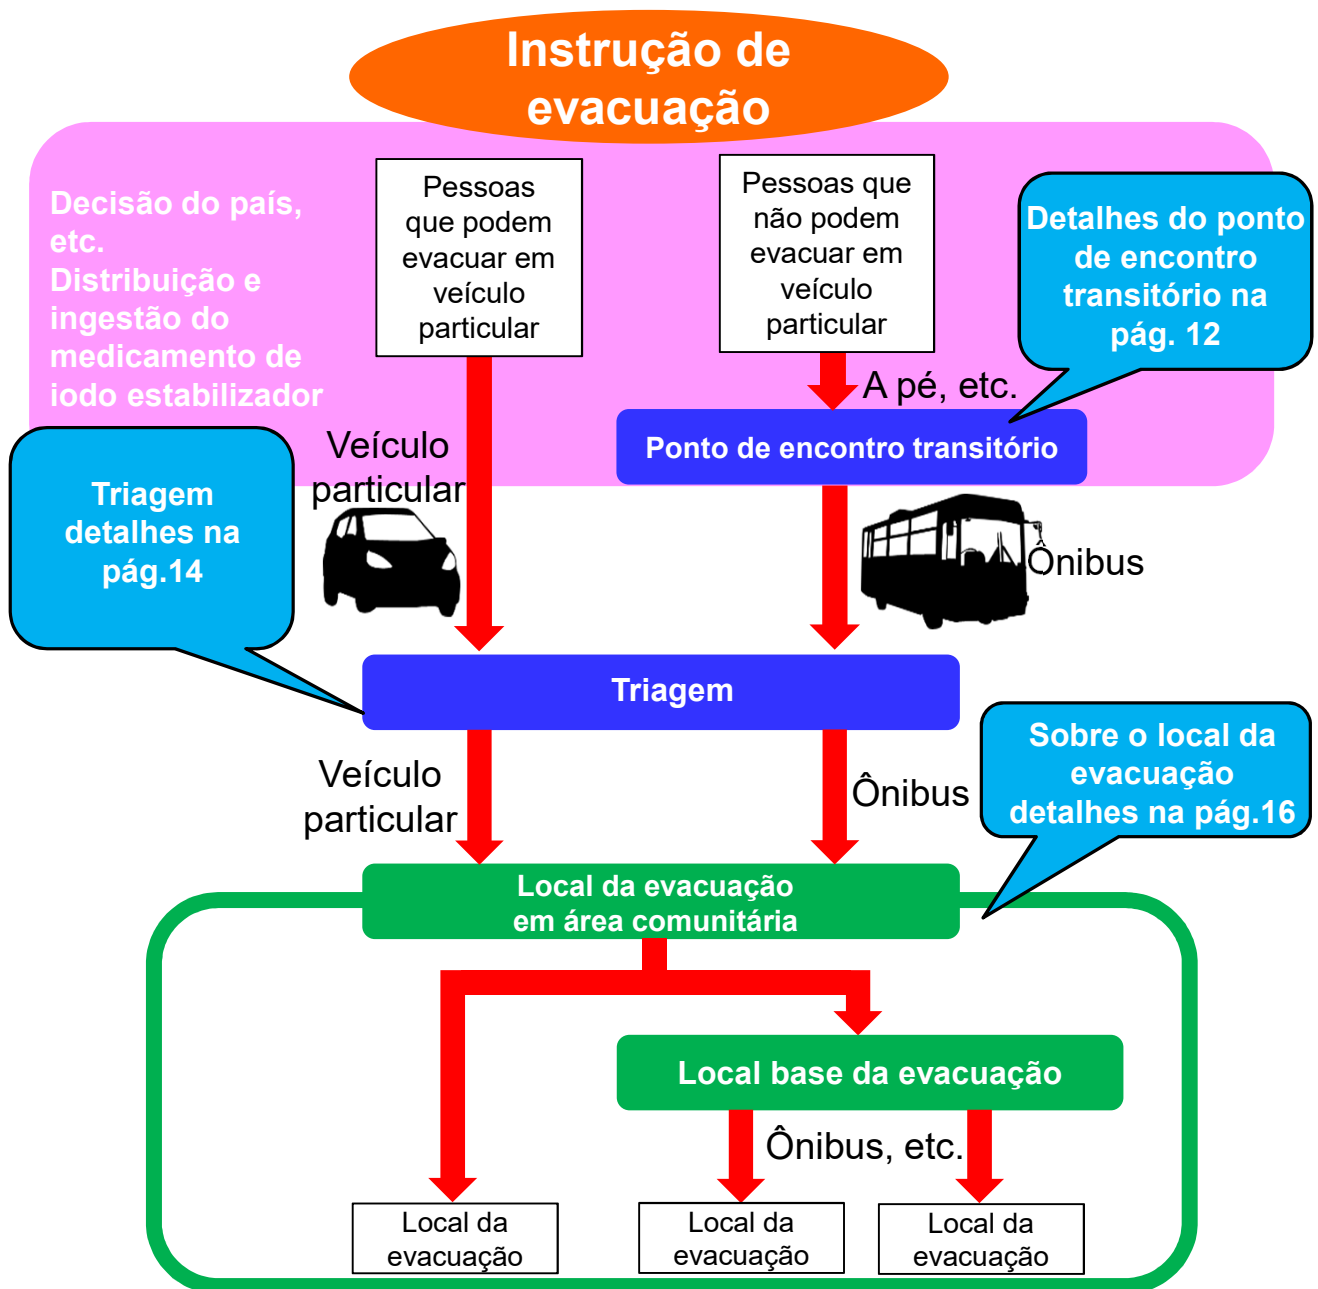 Instrução de
evacuação
Decisão do país,
etc.
Distribuição e
ingestão do
medicamento de
iodo estabilizador
Pessoas
que podem
evacuar em
veículo
particular
Pessoas que
não podem
evacuar em
veículo
particular
Detalhes do ponto
de encontro
transitório na
pág. 12
A pé, etc.
Ponto de encontro transitório
Veículo
particular
Triagem
detalhes na
pág.14
Ônibus
Triagem
Veículo
particular
Ônibus
Sobre o local da
evacuação
detalhes na pág.16
Local da evacuação
em área comunitária
Local base da evacuação
Ônibus, etc.
Local da
evacuação
Local da
evacuação
Local da
evacuação